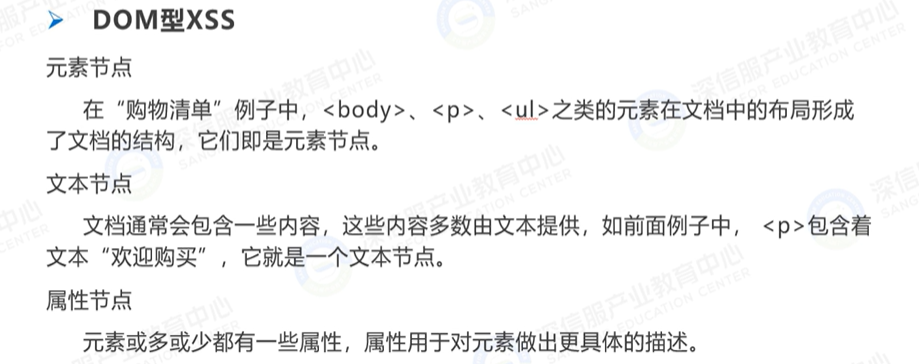 DOM型XSS
元素节点
在“购物清单”例子中，<body>、<p>、<ul>之类的元素在文档中的布局形成
了文档的结构，它们即是元素节点。
文本节点
文档通常会包含一些内容，这些内容多数由文本提供，如前面例子中， <p>包含着
文本“欢迎购买”，它就是一个文本节点。
属性节点
元素或多或少都有一些属性，属性用于对元素做出更具体的描述。
深信服产业教育中心
SANGFOR EDUCATION CENTER